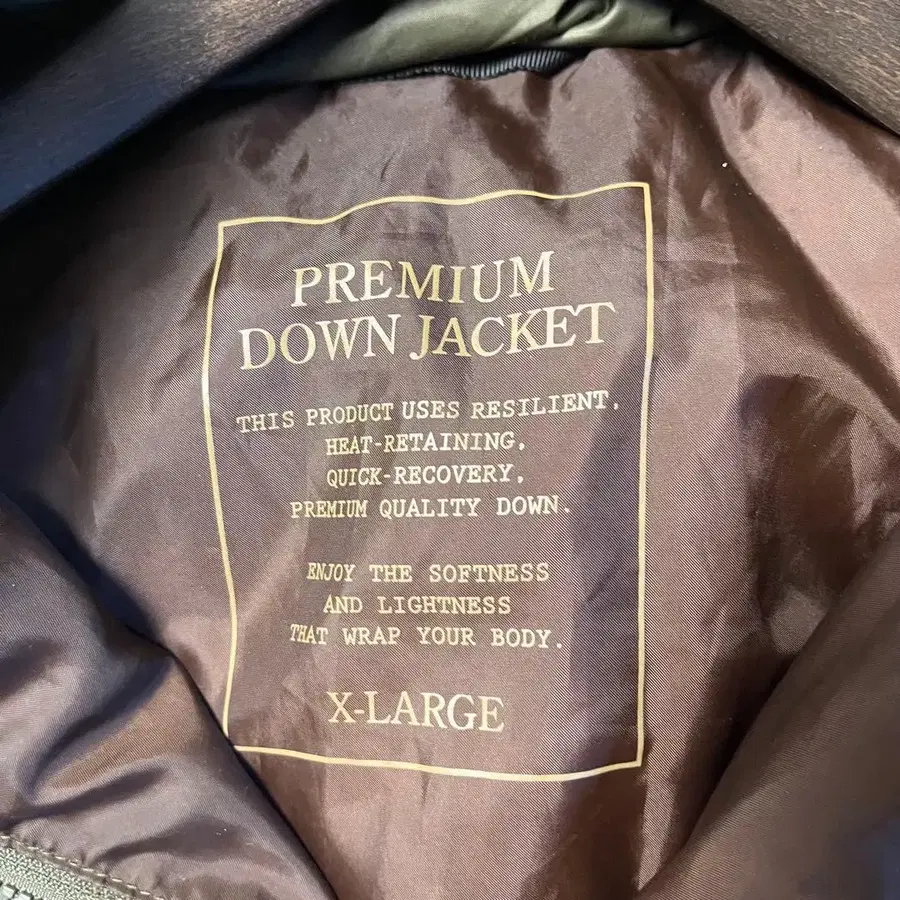 PREMIUM
DOWN JACKET
THIS PRODUCT USES RESILIENT,
HEAT-RETAINING,
QUICK-RECOVERY,
PREMIUM QUALITY DOWN.
ENJOY THE SOFTNESS
AND LIGHTNESS
THAT WRAP YOUR BODY.
X-LARGE